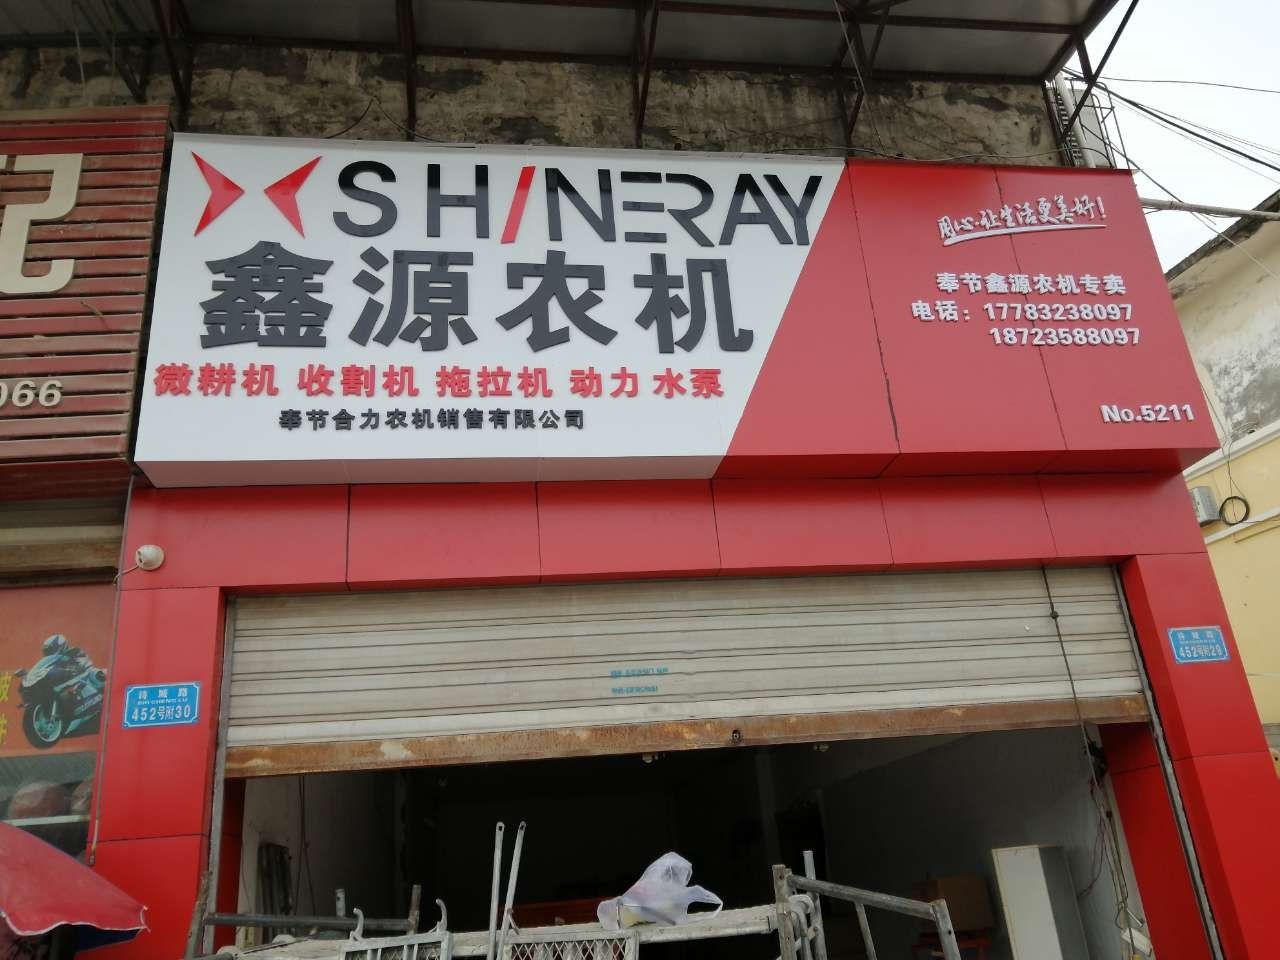 SHINERAY
鑫源农机
微耕机 收割机 拖拉机 动力 水泵
奉节合力农机销售有限公司
用心·让生活更美好！
奉节鑫源农机专卖
电话：17783238097
18723588097
No.5211
记
066
诗城路
452号附30
诗城路
452号附29